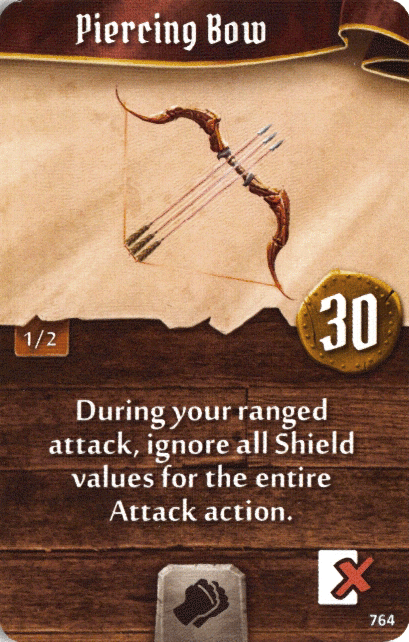 Piercing Bow
1/2
30
During your ranged
attack, ignore all Shield
values for the entire
Attack action.
764